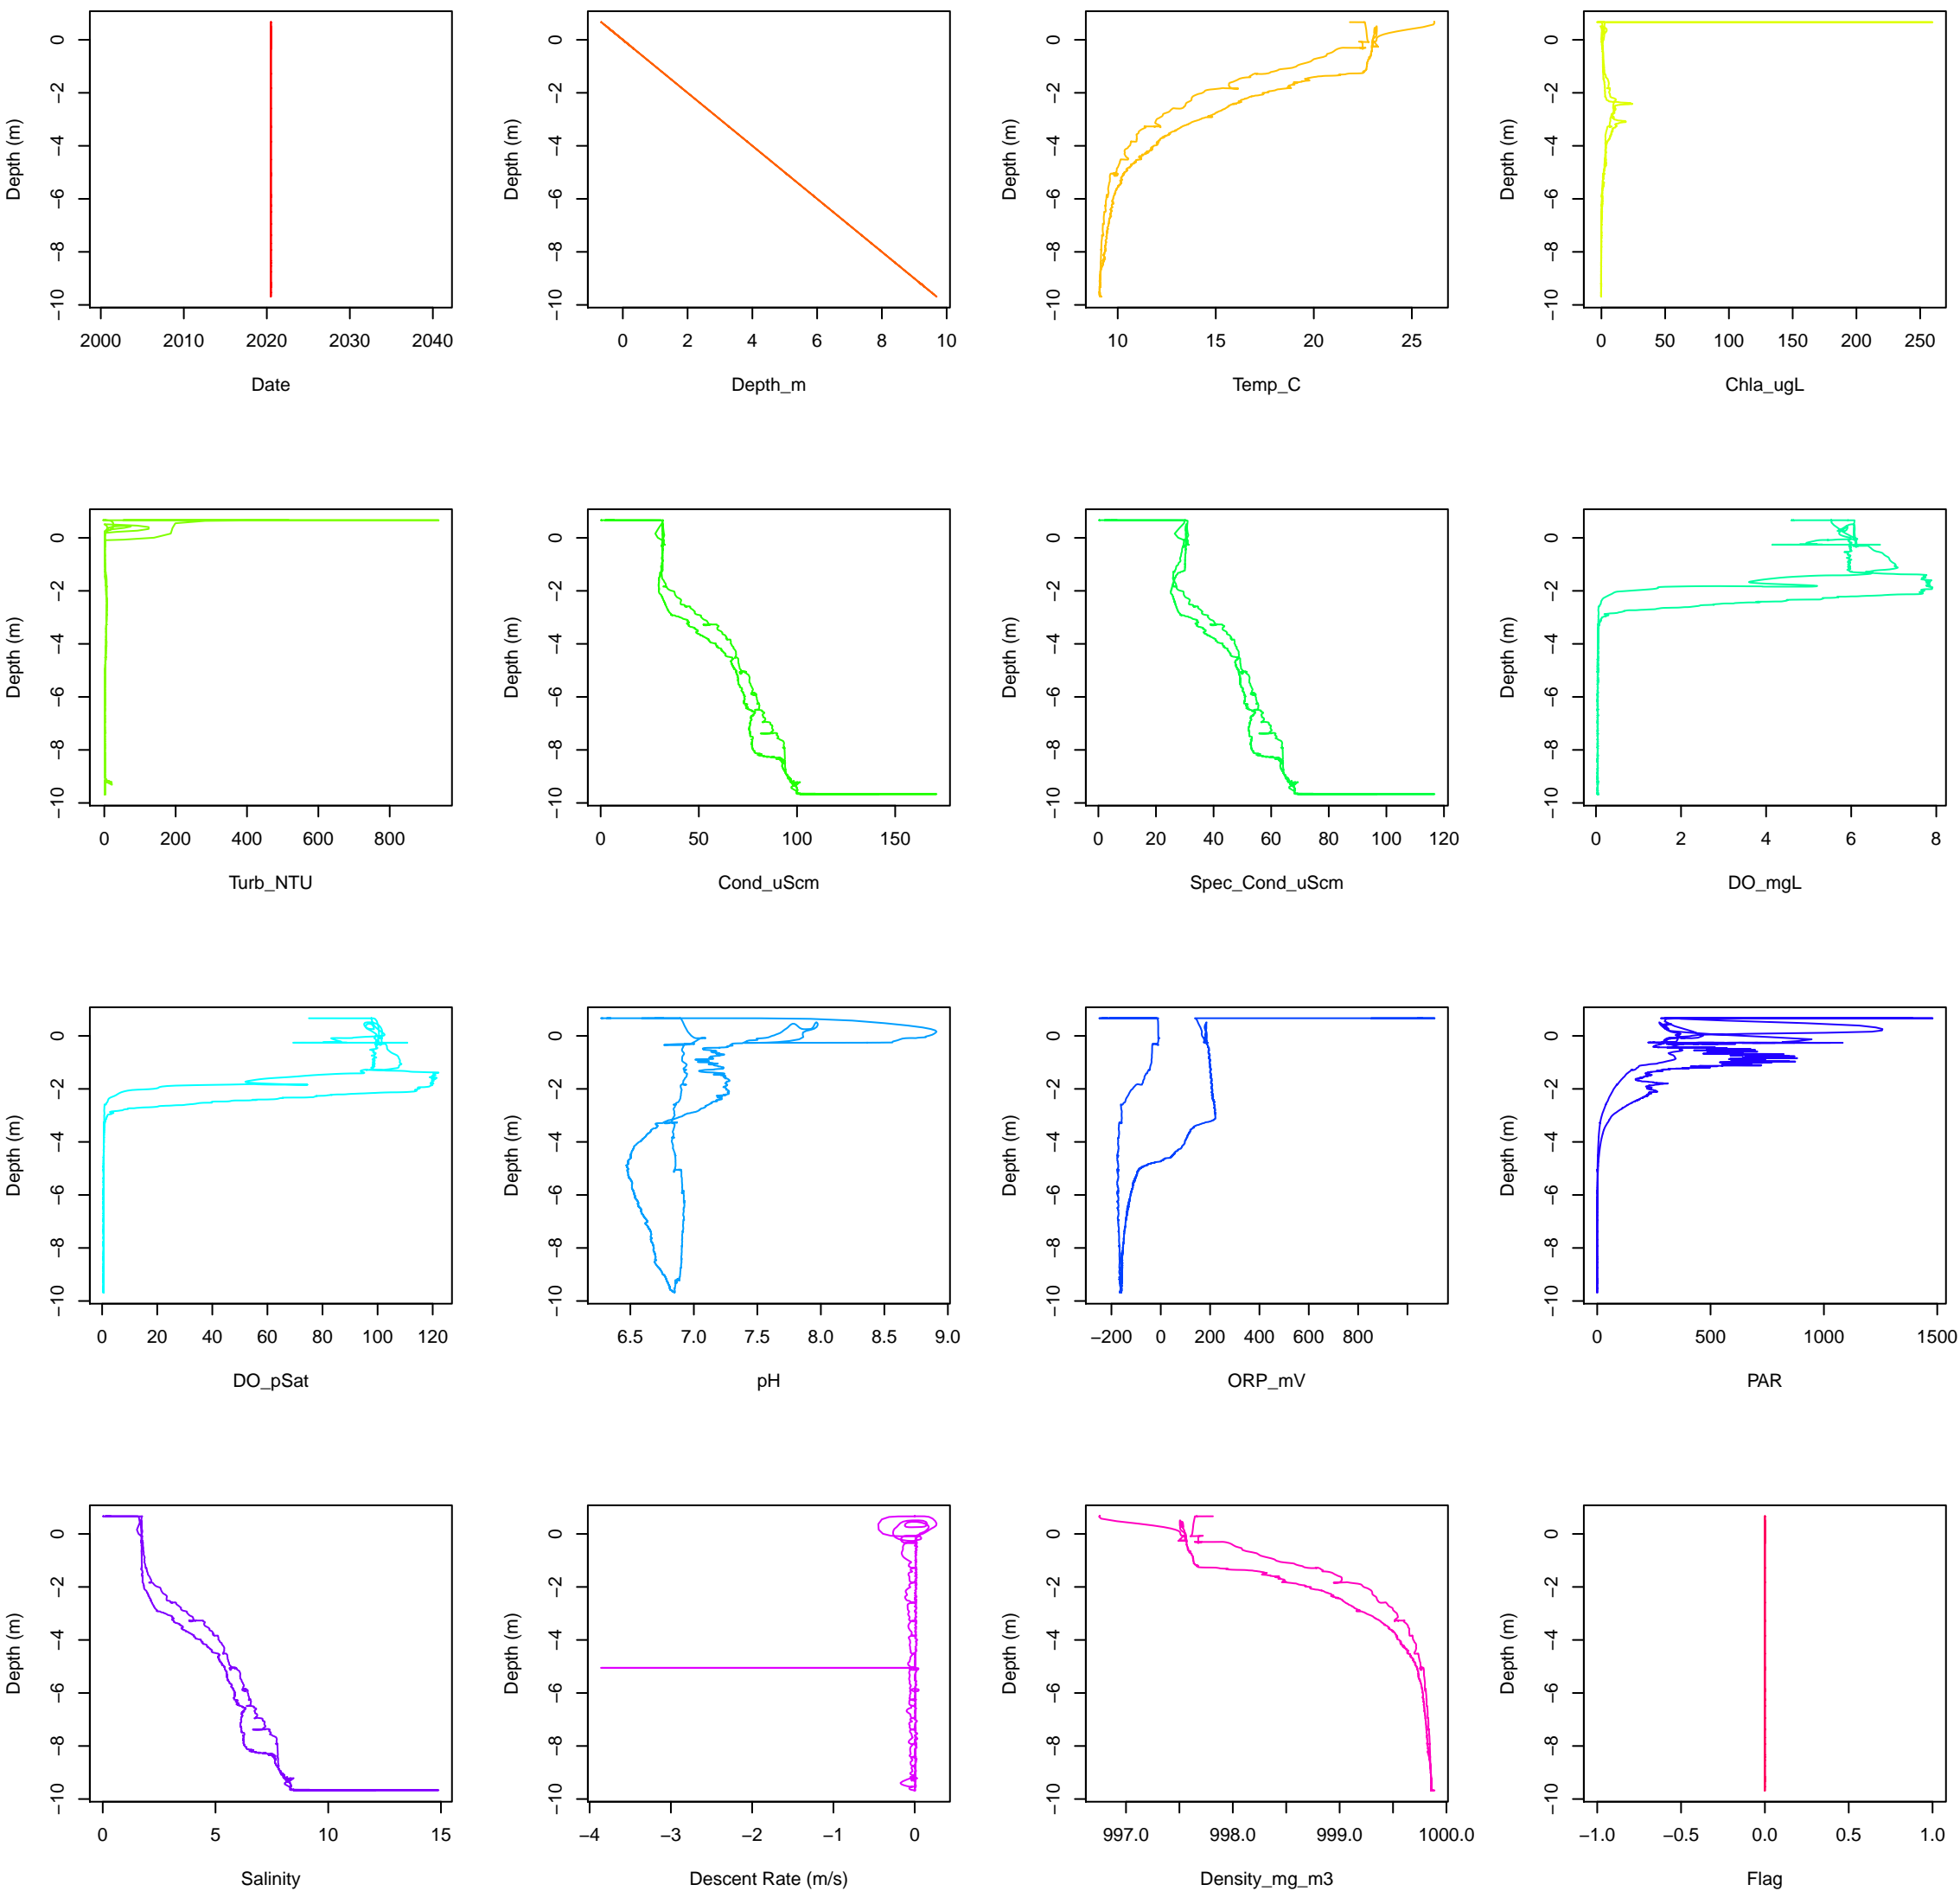 Depth (m)
−10 −8 −6 −4 −2 0
2000 2010 2020 2030 2040
Date
Depth (m)
−10 −8 −6 −4 −2 0
0 2 4 6 8 10
Depth_m
Depth (m)
−10 −8 −6 −4 −2 0
10 15 20 25
Temp_C
Depth (m)
−10 −8 −6 −4 −2 0
0 50 100 150 200 250
Chla_ugL
Depth (m)
−10 −8 −6 −4 −2 0
0 200 400 600 800
Turb_NTU
Depth (m)
−10 −8 −6 −4 −2 0
0 50 100 150
Cond_uScm
Depth (m)
−10 −8 −6 −4 −2 0
0 20 40 60 80 100 120
Spec_Cond_uScm
Depth (m)
−10 −8 −6 −4 −2 0
0 2 4 6 8
DO_mgL
Depth (m)
−10 −8 −6 −4 −2 0
0 20 40 60 80 100 120
DO_pSat
Depth (m)
−10 −8 −6 −4 −2 0
6.5 7.0 7.5 8.0 8.5 9.0
pH
Depth (m)
−10 −8 −6 −4 −2 0
−200 0 200 400 600 800
ORP_mV
Depth (m)
−10 −8 −6 −4 −2 0
0 500 1000 1500
PAR
Depth (m)
−10 −8 −6 −4 −2 0
0 5 10 15
Salinity
Depth (m)
−10 −8 −6 −4 −2 0
−4 −3 −2 −1 0
Descent Rate (m/s)
Depth (m)
−10 −8 −6 −4 −2 0
997.0 998.0 999.0 1000.0
Density_mg_m3
Depth (m)
−10 −8 −6 −4 −2 0
−1.0 −0.5 0.0 0.5 1.0
Flag